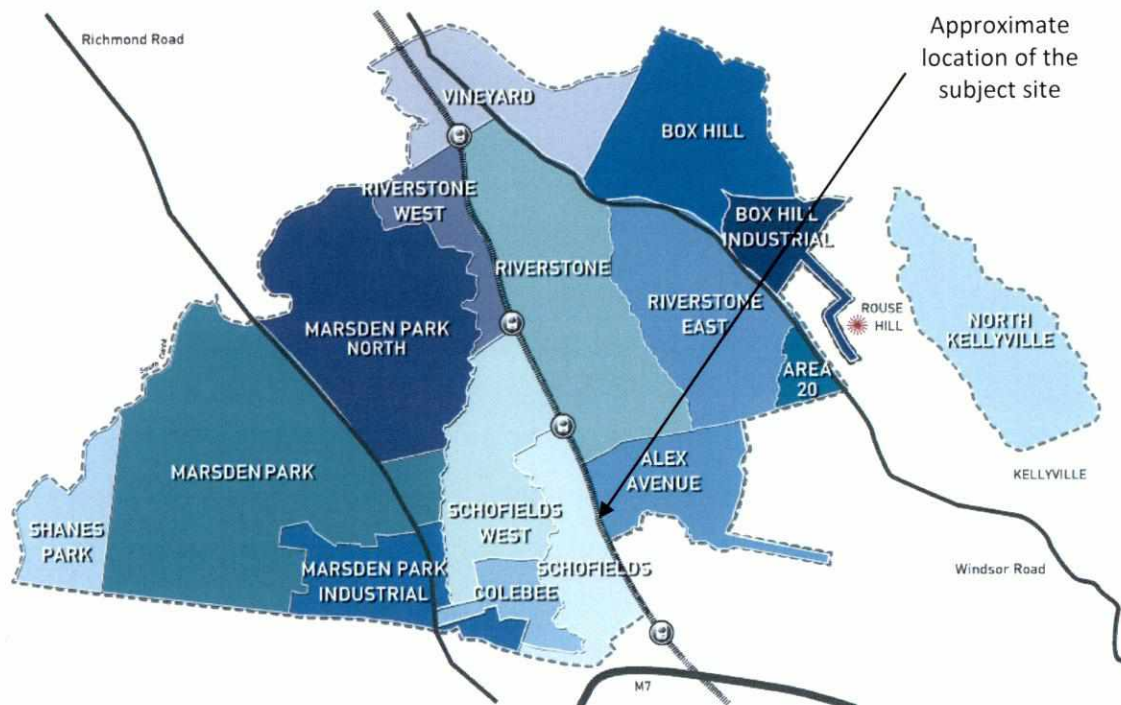 Richmond Road
Approximate
location of the
subject site
VINEYARD
BOX HILL
RIVERSTONE
WEST
BOX HILL
INDUSTRIAL
RIVERSTONE
RIVERSTONE
EAST
ROUSE
HILL
NORTH
KELLYVILLE
MARSDEN PARK
NORTH
AREA
20
MARSDEN PARK
ALEX
AVENUE
KELLYVILLE
SCHOFIELDS
WEST
SHANES
PARK
MARSDEN PARK
INDUSTRIAL
COLEBEE
SCHOFIELDS
Windsor Road
M7